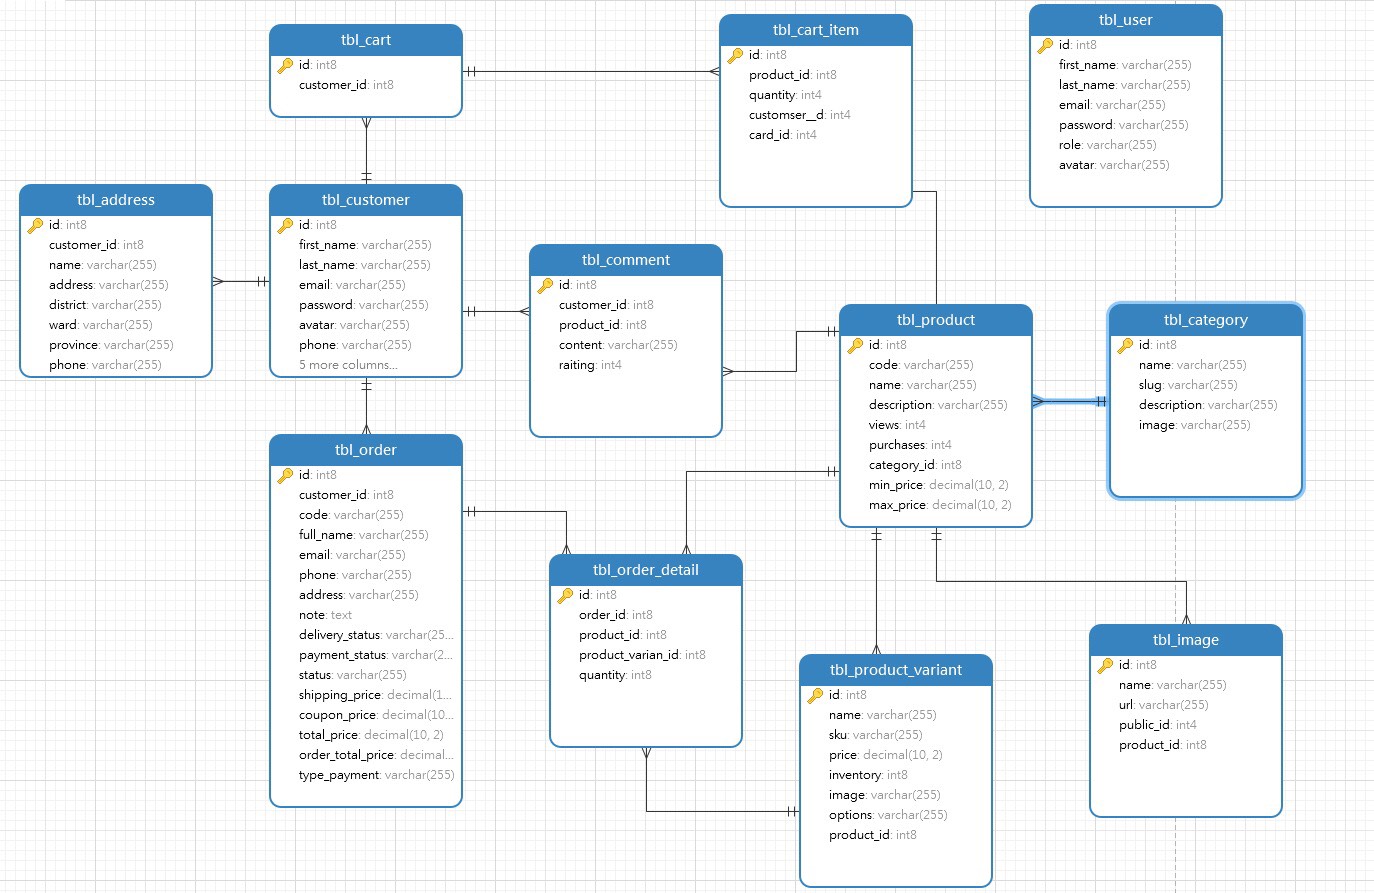 tbl_cart
id: int8
customer_id: int8
tbl_cart_item
id: int8
product_id: int8
quantity: int4
customser__d: int4
card_id: int4
tbl_user
id: int8
first_name: varchar(255)
last_name: varchar(255)
email: varchar(255)
password: varchar(255)
role: varchar(255)
avatar: varchar(255)
tbl_address
id: int8
customer_id: int8
name: varchar(255)
address: varchar(255)
district: varchar(255)
ward: varchar(255)
province: varchar(255)
phone: varchar(255)
tbl_customer
id: int8
first_name: varchar(255)
last_name: varchar(255)
email: varchar(255)
password: varchar(255)
avatar: varchar(255)
phone: varchar(255)
5 more columns...
tbl_comment
id: int8
customer_id: int8
product_id: int8
content: varchar(255)
raiting: int4
tbl_product
id: int8
code: varchar(255)
name: varchar(255)
description: varchar(255)
views: int4
purchases: int4
category_id: int8
min_price: decimal(10, 2)
max_price: decimal(10, 2)
tbl_category
id: int8
name: varchar(255)
slug: varchar(255)
description: varchar(255)
image: varchar(255)
tbl_order
id: int8
customer_id: int8
code: varchar(255)
full_name: varchar(255)
email: varchar(255)
phone: varchar(255)
address: varchar(255)
note: text
delivery_status: varchar(25...
payment_status: varchar(2...
status: varchar(255)
shipping_price: decimal(1...
coupon_price: decimal(10...
total_price: decimal(10, 2)
order_total_price: decimal...
type_payment: varchar(255)
tbl_order_detail
id: int8
order_id: int8
product_id: int8
product_varian_id: int8
quantity: int8
tbl_product_variant
id: int8
name: varchar(255)
sku: varchar(255)
price: decimal(10, 2)
inventory: int8
image: varchar(255)
options: varchar(255)
product_id: int8
tbl_image
id: int8
name: varchar(255)
url: varchar(255)
public_id: int4
product_id: int8